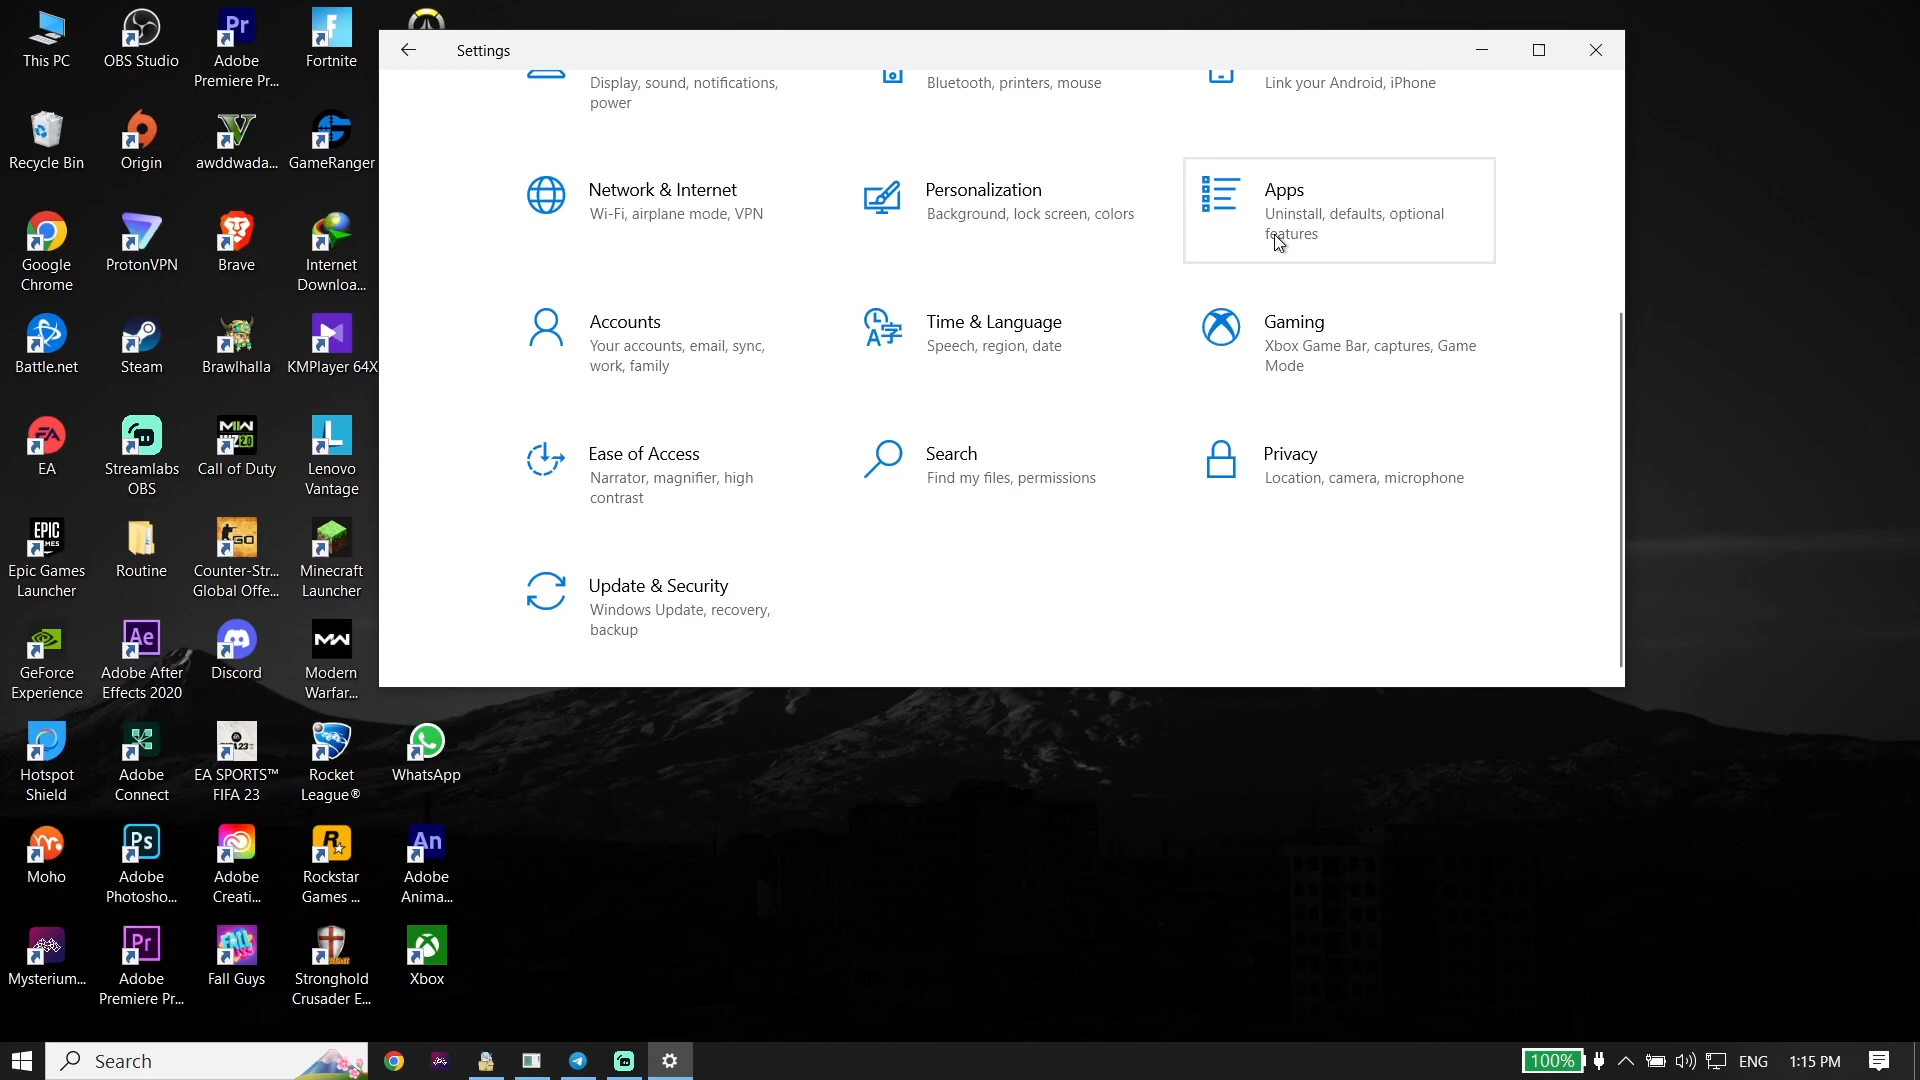 This PC
OBS Studio
Adobe
Premiere Pr...
Fortnite
Recycle Bin
Origin
awddwada...
GameRanger
Google
Chrome
ProtonVPN
Brave
Internet
Downloa...
Battle.net
Steam
Brawlhalla
KMPlayer 64X
EA
Streamlabs
OBS
Call of Duty
Lenovo
Vantage
Epic Games
Launcher
Routine
Counter-Str...
Global Offe...
Minecraft
Launcher
GeForce
Experience
Adobe After
Effects 2020
Discord
Modern
Warfar...
Hotspot
Shield
Adobe
Connect
EA SPORTS™
FIFA 23
Rocket
League®
WhatsApp
Moho
Adobe
Photosho...
Adobe
Creati...
Rockstar
Games ...
Adobe
Anima...
Mysterium...
Adobe
Premiere Pr...
Fall Guys
Stronghold
Crusader E...
Xbox
Settings
Display, sound, notifications,
power
Bluetooth, printers, mouse
Link your Android, iPhone
Network & Internet
Wi-Fi, airplane mode, VPN
Personalization
Background, lock screen, colors
Apps
Uninstall, defaults, optional
features
Accounts
Your accounts, email, sync,
work, family
Time & Language
Speech, region, date
Gaming
Xbox Game Bar, captures, Game
Mode
Ease of Access
Narrator, magnifier, high
contrast
Search
Find my files, permissions
Privacy
Location, camera, microphone
Update & Security
Windows Update, recovery,
backup
Search
100%
ENG
1:15 PM